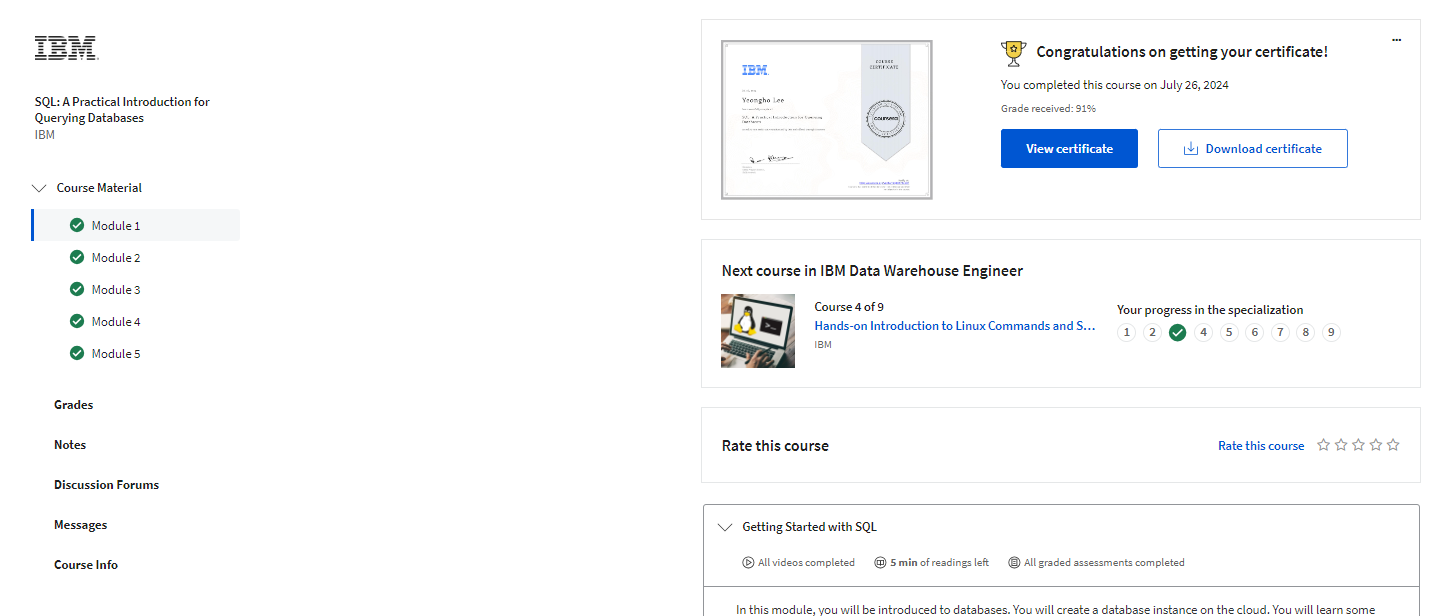 IBM
SQL: A Practical Introduction for
Querying Databases
IBM
Course Material
Module 1
Module 2
Module 3
Module 4
Module 5
Grades
Notes
Discussion Forums
Messages
Course Info
IBM
COURSE
CERTIFICATE
Yeongho Lee
SQL: A Practical Introduction for Querying
Databases
coursera
Congratulations on getting your certificate!
You completed this course on July 26, 2024
Grade received: 91%
View certificate
Download certificate
Next course in IBM Data Warehouse Engineer
Course 4 of 9
Hands-on Introduction to Linux Commands and S...
IBM
Your progress in the specialization
1 2 4 5 6 7 8 9
Rate this course
Rate this course
Getting Started with SQL
All videos completed
5 min of readings left
All graded assessments completed
In this module, you will be introduced to databases. You will create a database instance on the cloud. You will learn some